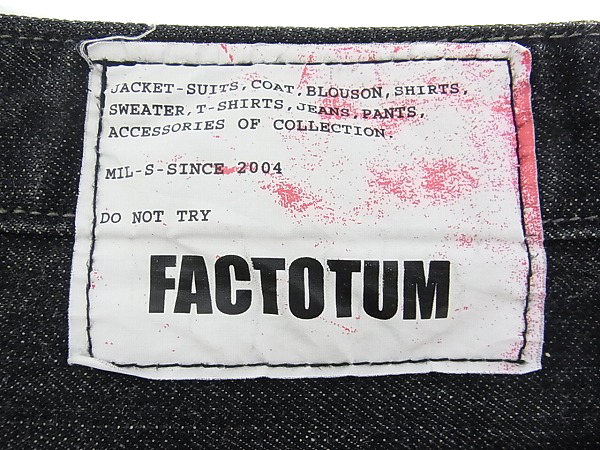 JACKET-SUITS,COAT,BLOUSON,SHIRTS,
SWEATER,T-SHIRTS,JEANS,PANTS,
ACCESSORIES OF COLLECTION.
MIL-S-SINCE 2004
DO NOT TRY
FACTOTUM